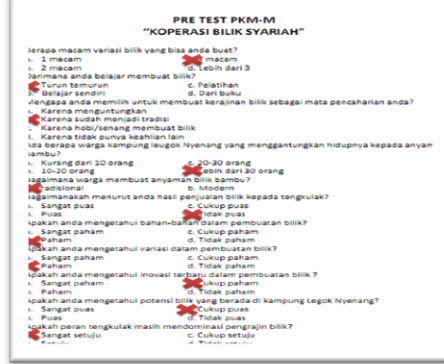 PRE TEST PKM-M
"KOPERASI BILIK SYARIAH"
erapa macam variasi bilik yang bisa anda buat?
1 macam macam
2 macam d. Lebih dari 3
arimana anda belajar membuat bilik?
Turun temurun c. Pelatihan
Belajar sendiri d. Dari buku
engapa anda memilih untuk membuat kerajinan bilik sebagai mata pencaharian anda?
Karena menguntungkan
Karena sudah menjadi tradisi
Karena hobi/senang membuat bilik
Karena tidak punya keahlian lain
da berapa warga kampung leugok Nyenang yang menggantungkan hidupnya kepada anyam
ambu?
Kurang dari 10 orang c. 20-30 orang
10-20 orang ebih dari 30 orang
agaimana warga membuat anyaman bilik bambu?
radisional b. Modern
agaimanakah menurut anda hasil penjualan bilik kepada tengkulak?
Sangat puas c. Cukup puas
Puas Tidak puas
pakah anda mengetahui bahan-bahan dalam pembuatan bilik?
Sangat paham c. Cukup paham
Paham d. Tidak paham
pakah anda mengetahui variasi dalam pembuatan bilik?
Sangat paham c. Cukup paham
Paham d. Tidak paham
pakah anda mengetahui inovasi terbaru dalam pembuatan bilik ?
Sangat paham ukup paham
Paham d. Tidak paham
pakah anda mengetahui potensi bilik yang berada di kampung Legok Nyenang?
Sangat puas Cukup puas
Puas d. Tidak puas
pakah peran tengkulak masih mendominasi pengrajin bilik?
Sangat setuju c. Cukup setuju